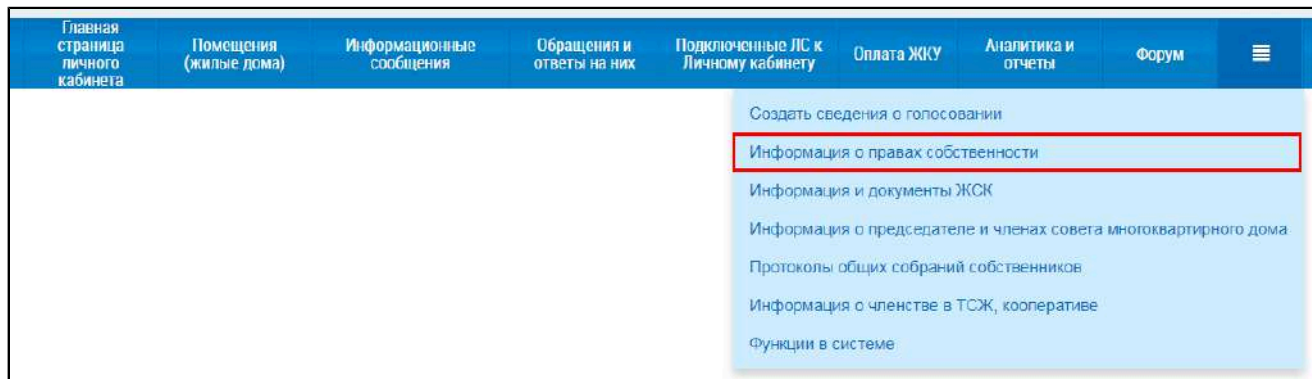 Главная
страница
личного
кабинета
Помещения
(жилые дома)
Информационные
сообщения
Обращения и
ответы на них
Подключенные ЛС к
Личному кабинету
Оплата ЖКУ
Аналитика и
отчеты
Форум
Создать сведения о голосовании
Информация о правах собственности
Информация и документы ЖСК
Информация о председателе и членах совета многоквартирного дома
Протоколы общих собраний собственников
Информация о членстве в ТСЖ, кооперативе
Функции в системе